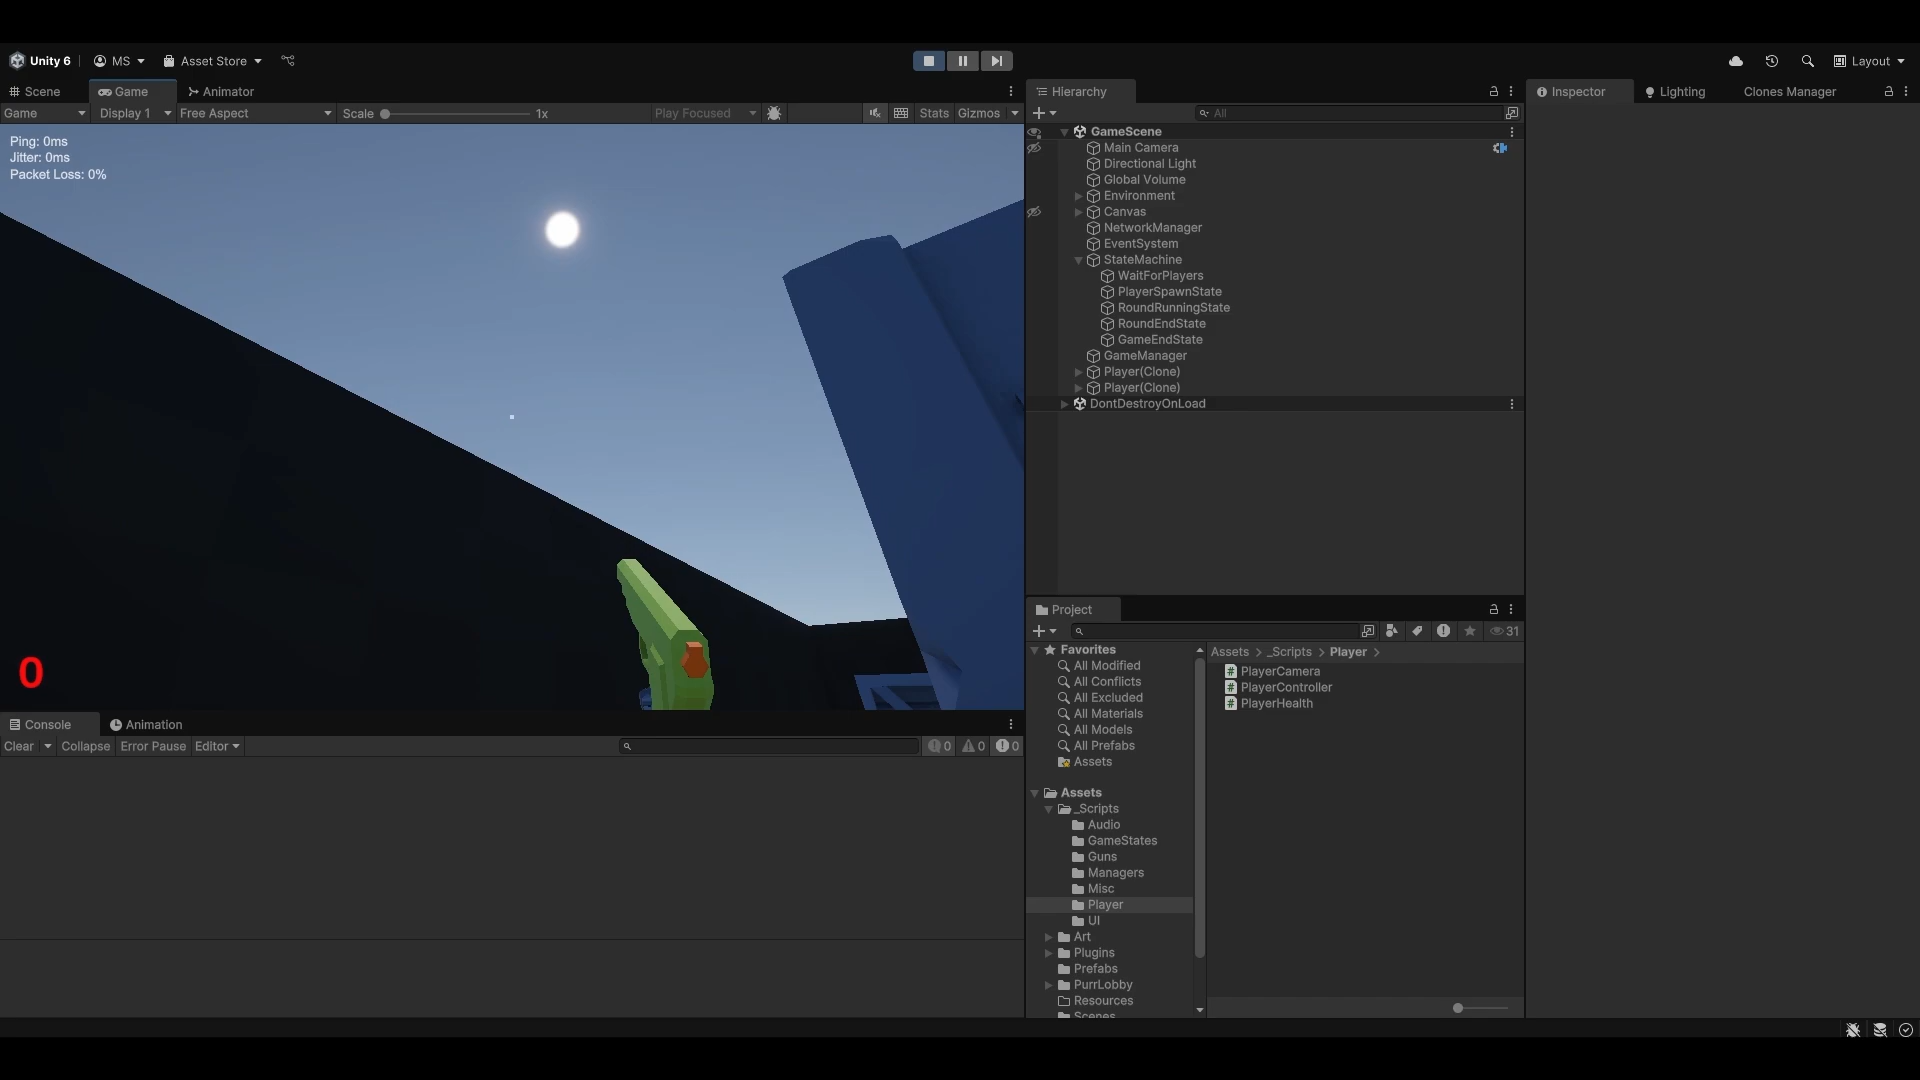 Unity 6 MS Asset Store Layout
Scene Game Animator
Game Display 1 Free Aspect Scale 1x Play Focused Stats Gizmos
Ping: 0ms
Jitter: 0ms
Packet Loss: 0%
0
Console Animation
Clear Collapse Error Pause Editor 0 0 0
Hierarchy
All
GameScene
Main Camera
Directional Light
Global Volume
Environment
Canvas
NetworkManager
EventSystem
StateMachine
WaitForPlayers
PlayerSpawnState
RoundRunningState
RoundEndState
GameEndState
GameManager
Player(Clone)
Player(Clone)
DontDestroyOnLoad
Project
31
Favorites
All Modified
All Conflicts
All Excluded
All Materials
All Models
All Prefabs
Assets
Assets
_Scripts
Audio
GameStates
Guns
Managers
Misc
Player
UI
Art
Plugins
Prefabs
PurrLobby
Resources
Scenes
Assets > _Scripts > Player >
PlayerCamera
PlayerController
PlayerHealth
Inspector Lighting Clones Manager